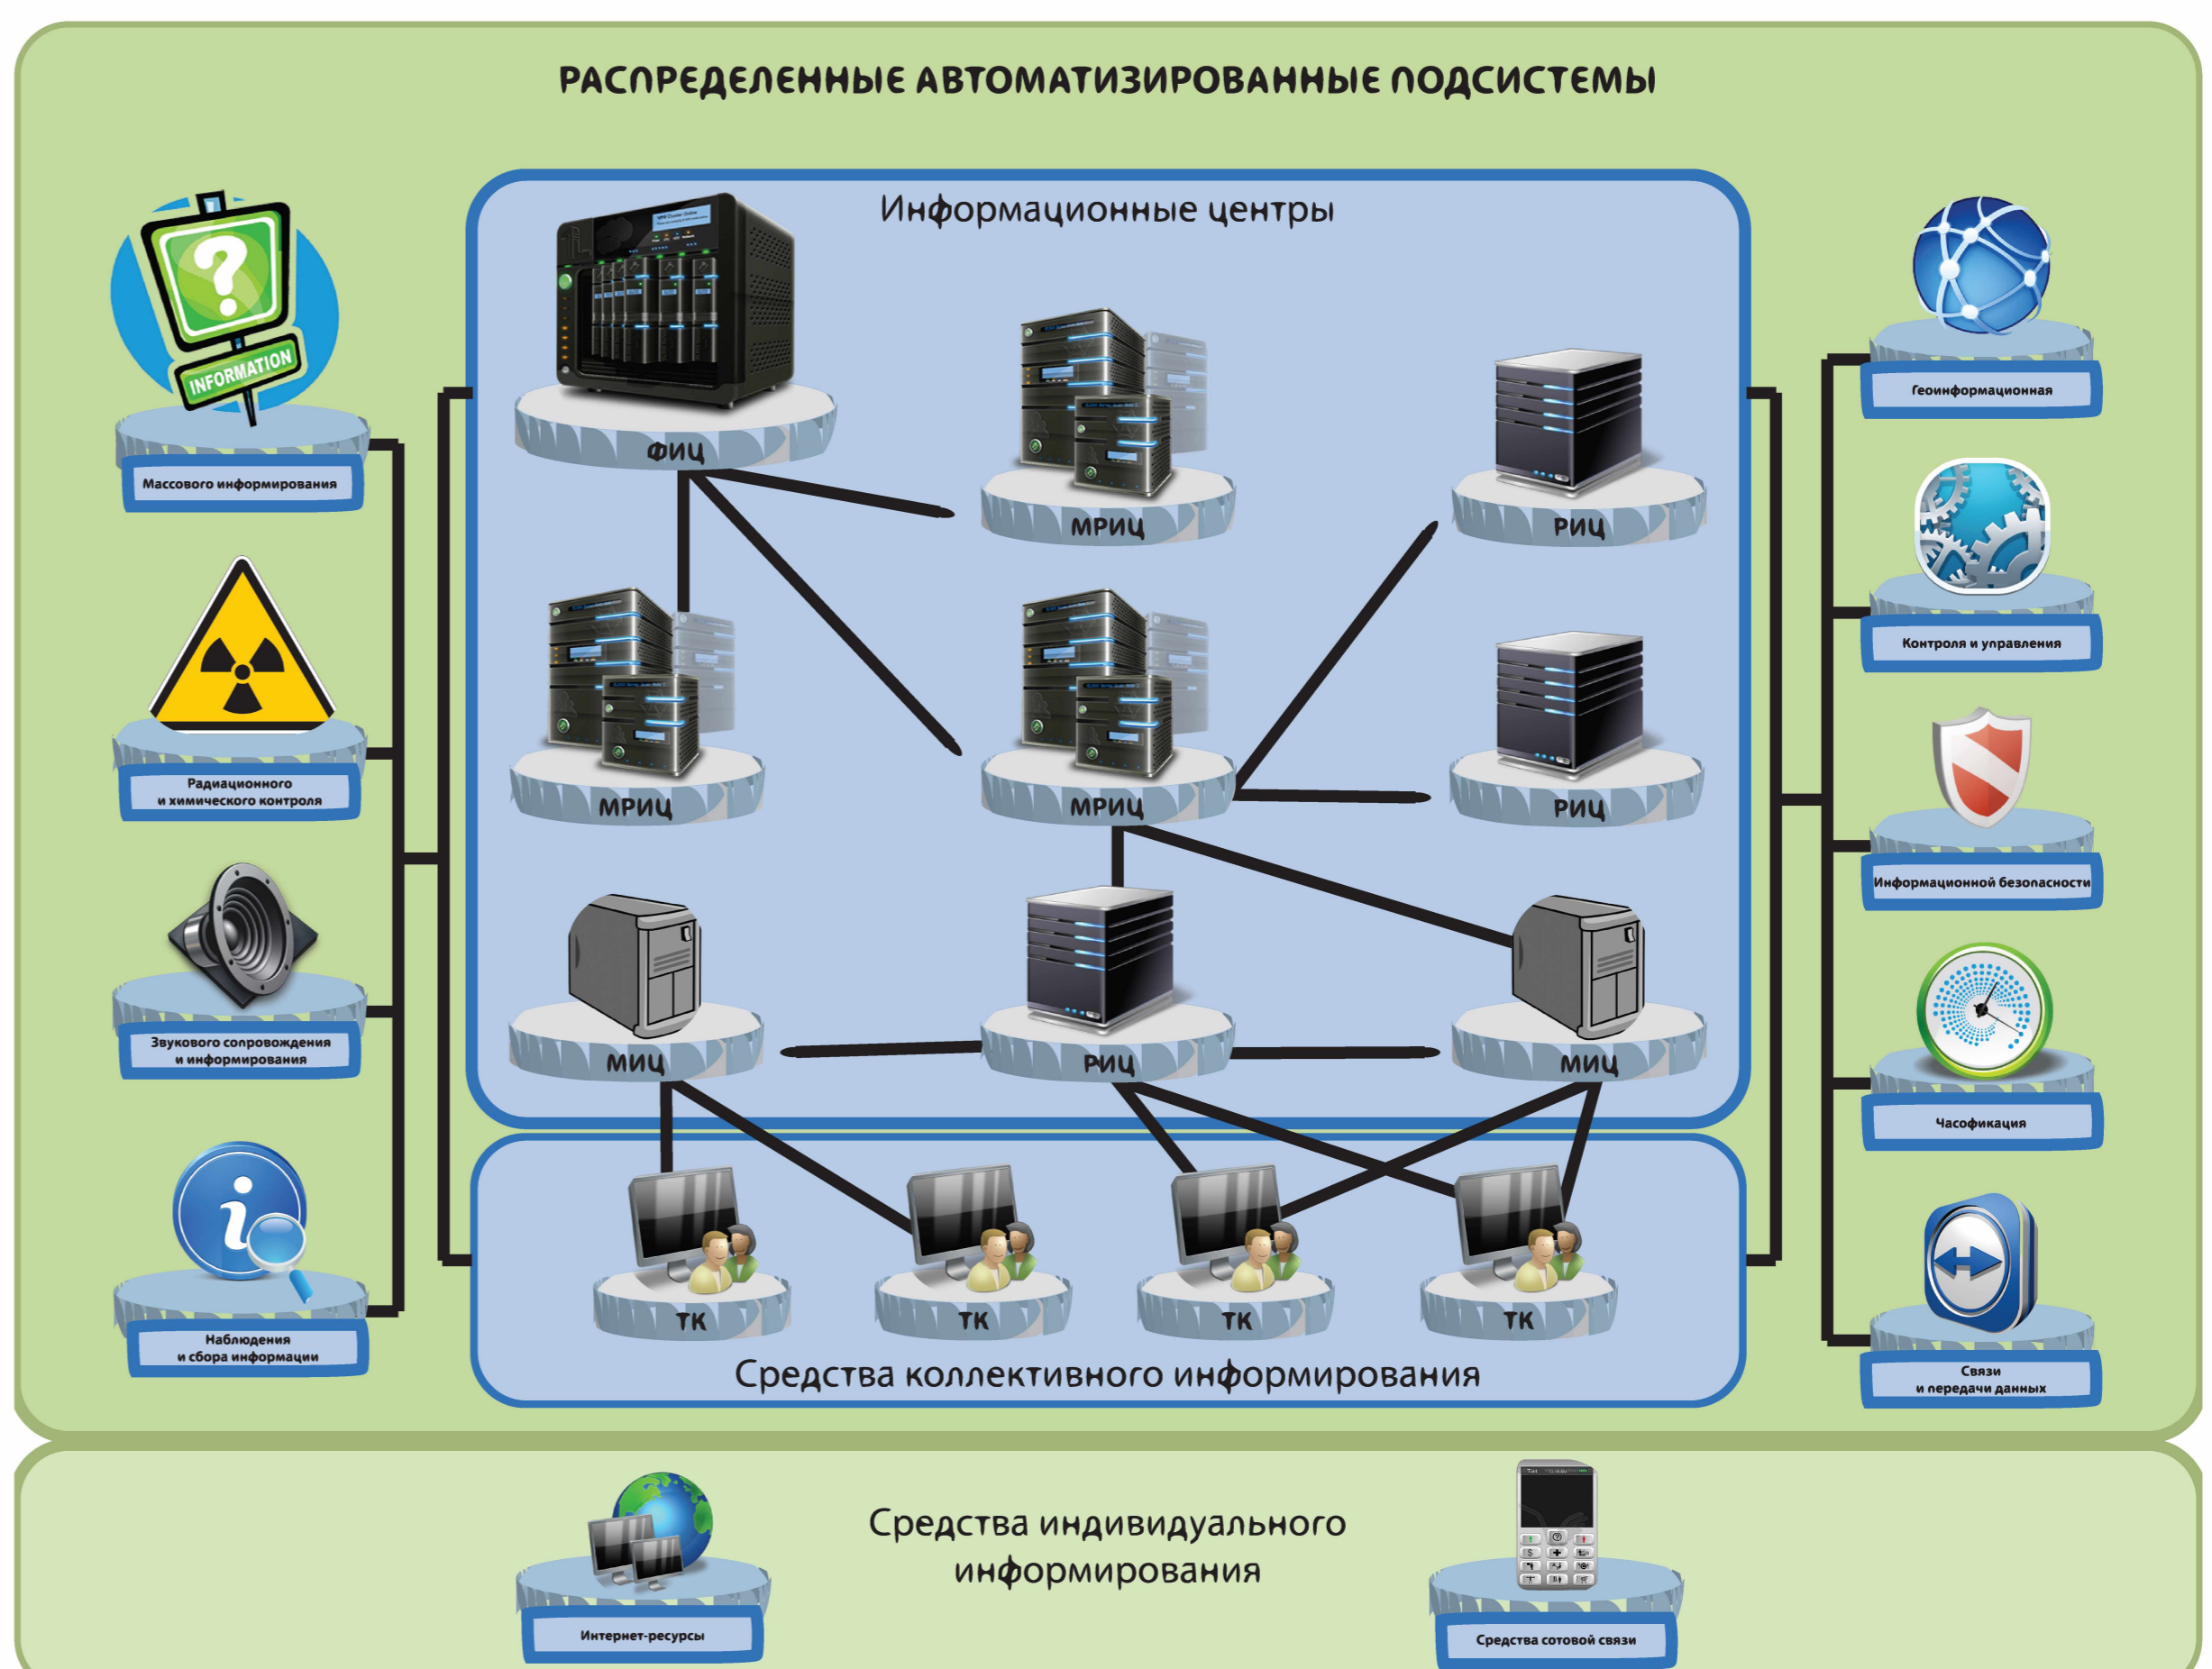 РАСПРЕДЕЛЕННЫЕ АВТОМАТИЗИРОВАННЫЕ ПОДСИСТЕМЫ
Информационные центры
INFORMATION
Массового информирования
Радиационного
и химического контроля
Звукового сопровождения
и информирования
Наблюдения
и сбора информации
ФИЦ
МРИЦ
РИЦ
МРИЦ
МРИЦ
РИЦ
МИЦ
РИЦ
МИЦ
ТК
ТК
ТК
ТК
Средства коллективного информирования
Геоинформационная
Контроля и управления
Информационной безопасности
Часофикация
Связи
и передачи данных
Средства индивидуального
информирования
Интернет-ресурсы
Средства сотовой связи